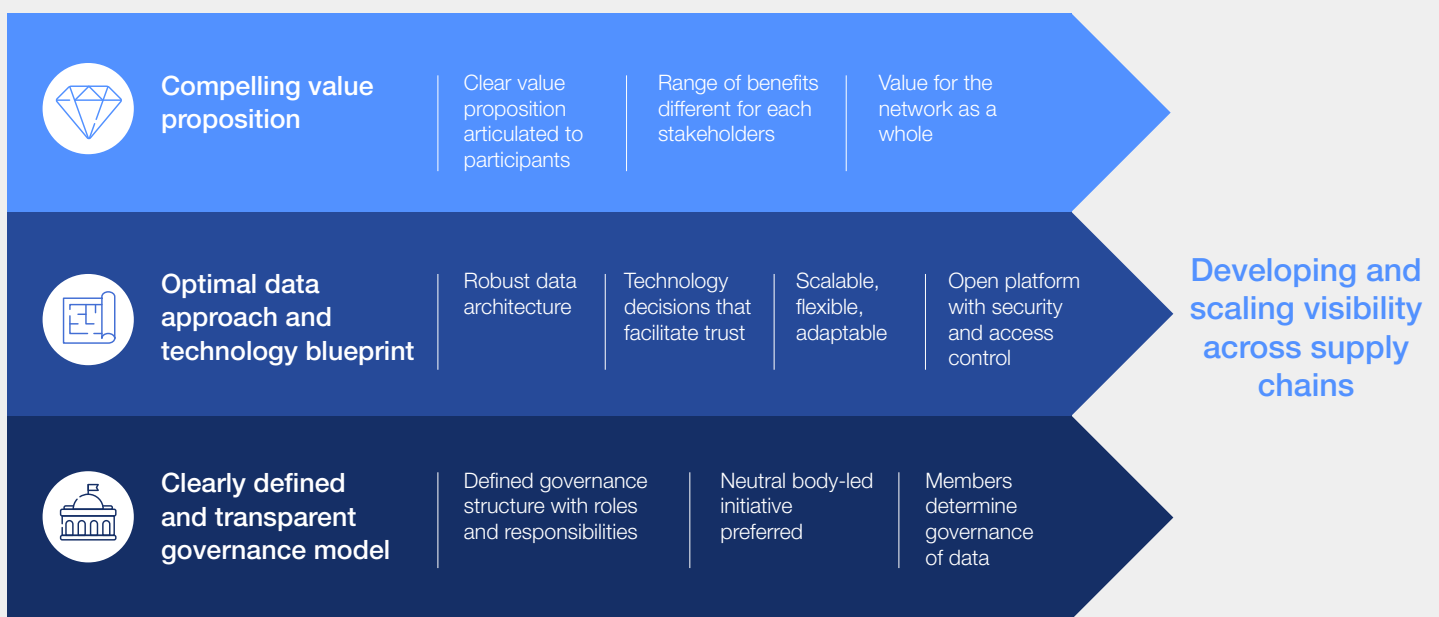 Compelling value
proposition
Clear value
proposition
articulated to
participants
Range of benefits
different for each
stakeholders
Value for the
network as a
whole
Optimal data
approach and
technology blueprint
Robust data
architecture
Technology
decisions that
facilitate trust
Scalable,
flexible,
adaptable
Open platform
with security
and access
control
Clearly defined
and transparent
governance model
Defined governance
structure with roles
and responsibilities
Neutral body-led
initiative
preferred
Members
determine
governance
of data
Developing and
scaling visibility
across supply
chains